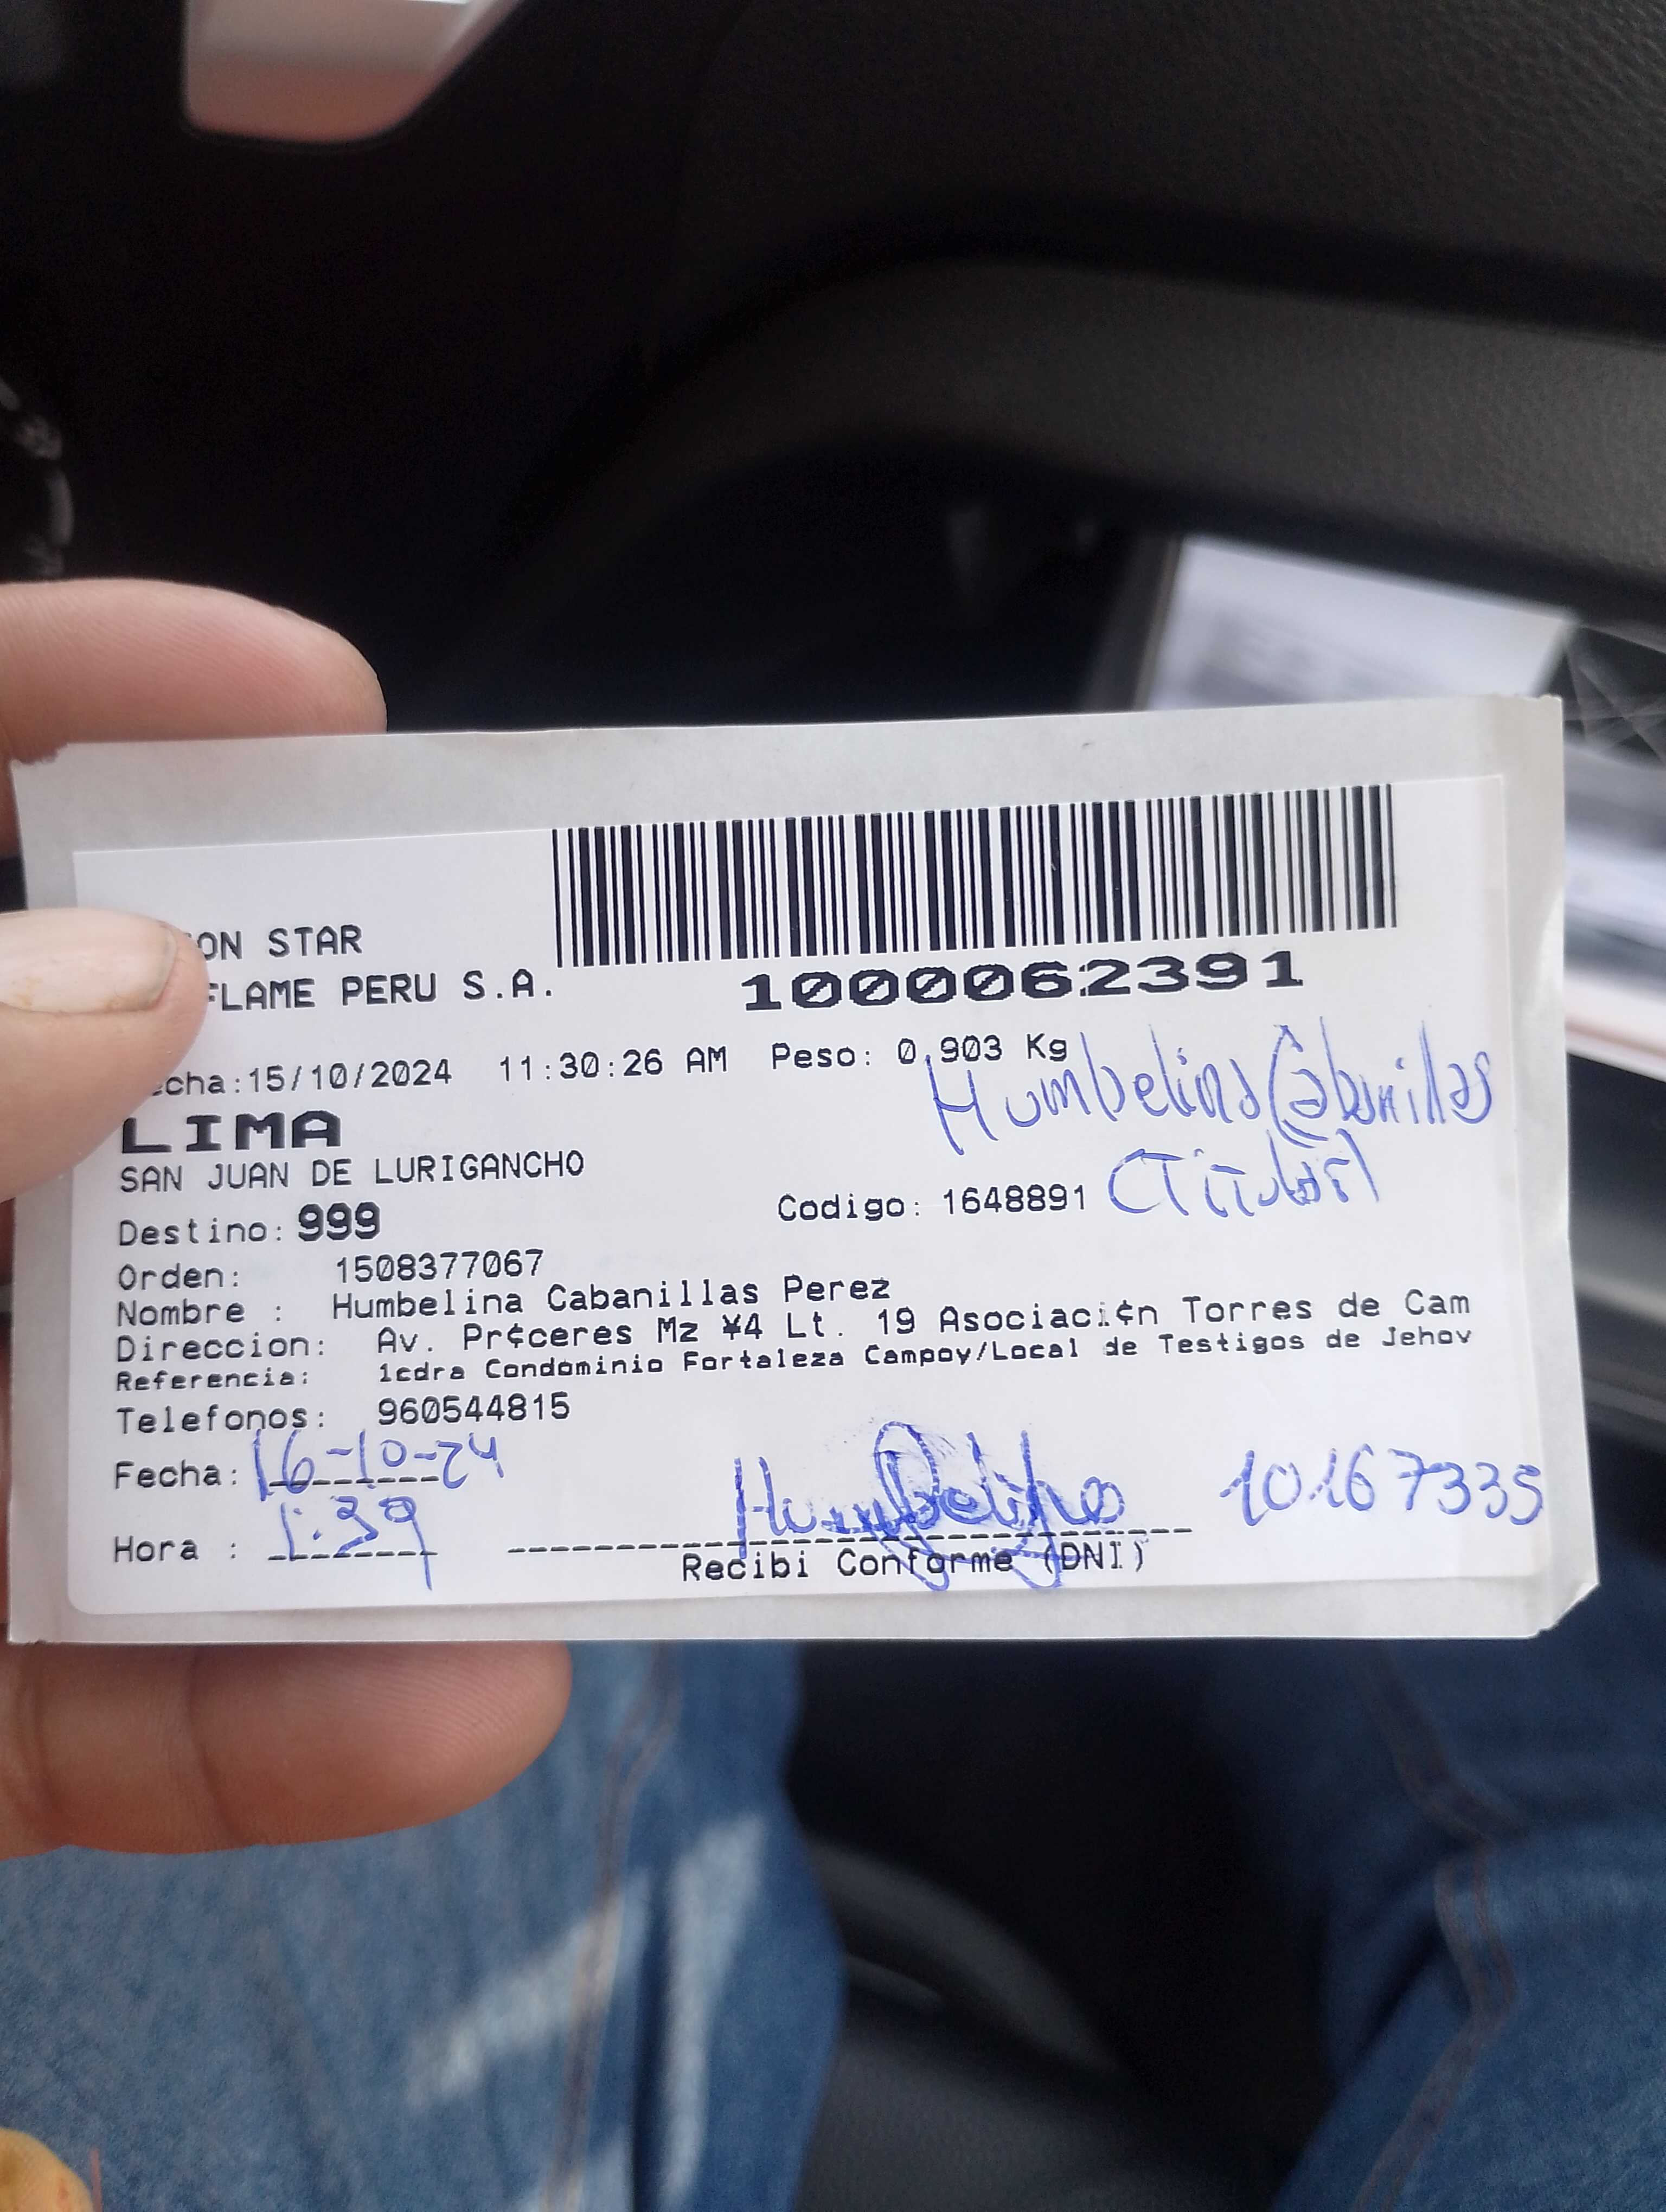 ON STAR
FLAME PERU S.A.
1000062391
echa:15/10/2024 11:30:26 AM Peso: 0,903 Kg
Humbelina Cabanillas
LIMA
SAN JUAN DE LURIGANCHO
(Titular)
Destino: 999
Codigo: 1648891
Orden: 1508377067
Nombre : Humbelina Cabanillas Perez
Direccion: Av. Pr¢ceres Mz ¥4 Lt. 19 Asociaci¢n Torres de Cam
Referencia: 1cdra Condominio Fortaleza Campoy/Local de Testigos de Jehov
Telefonos: 960544815
Fecha: 16-10-24
Hora : 1:39
Humbelina 10167335
Recibi Conforme (DNI)